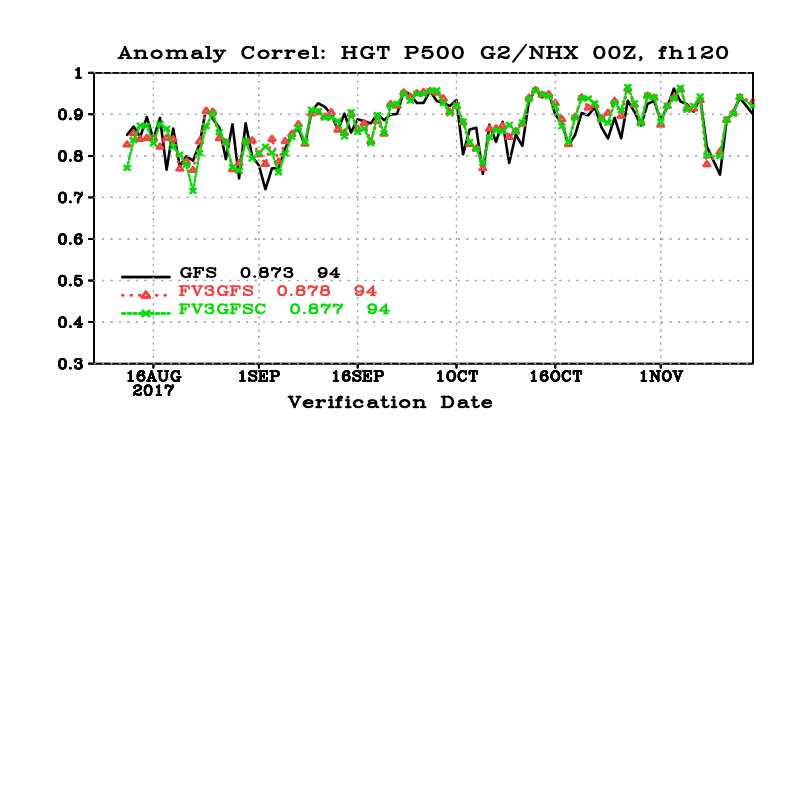 Anomaly Correl: HGT P500 G2/NHX 00Z, fh120
1
0.9
0.8
0.7
0.6
0.5
0.4
0.3
GFS 0.873 94
FV3GFS 0.878 94
FV3GFSC 0.877 94
16AUG 1SEP 16SEP 1OCT 16OCT 1NOV
2017
Verification Date